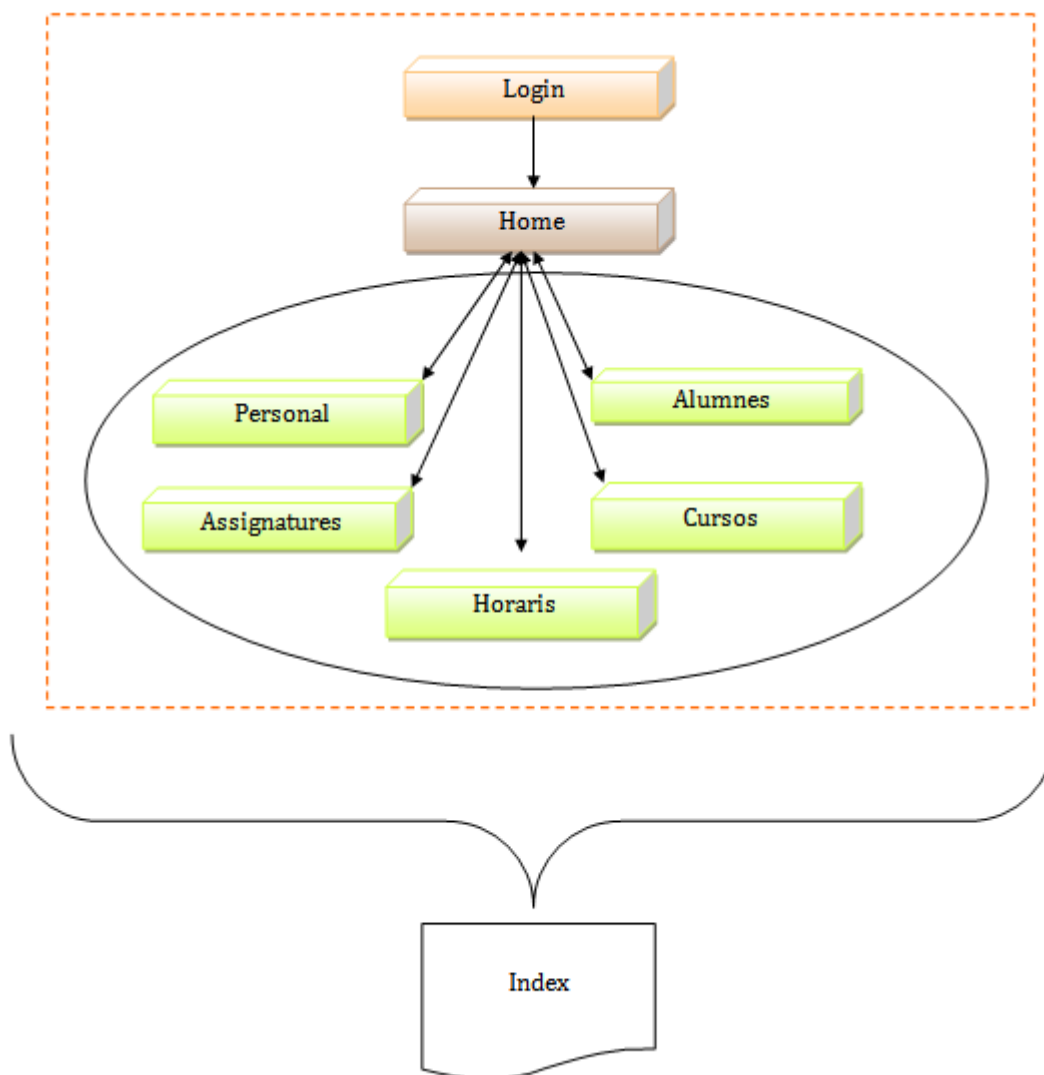 Login
Home
Personal
Alumnes
Assignatures
Cursos
Horaris
Index